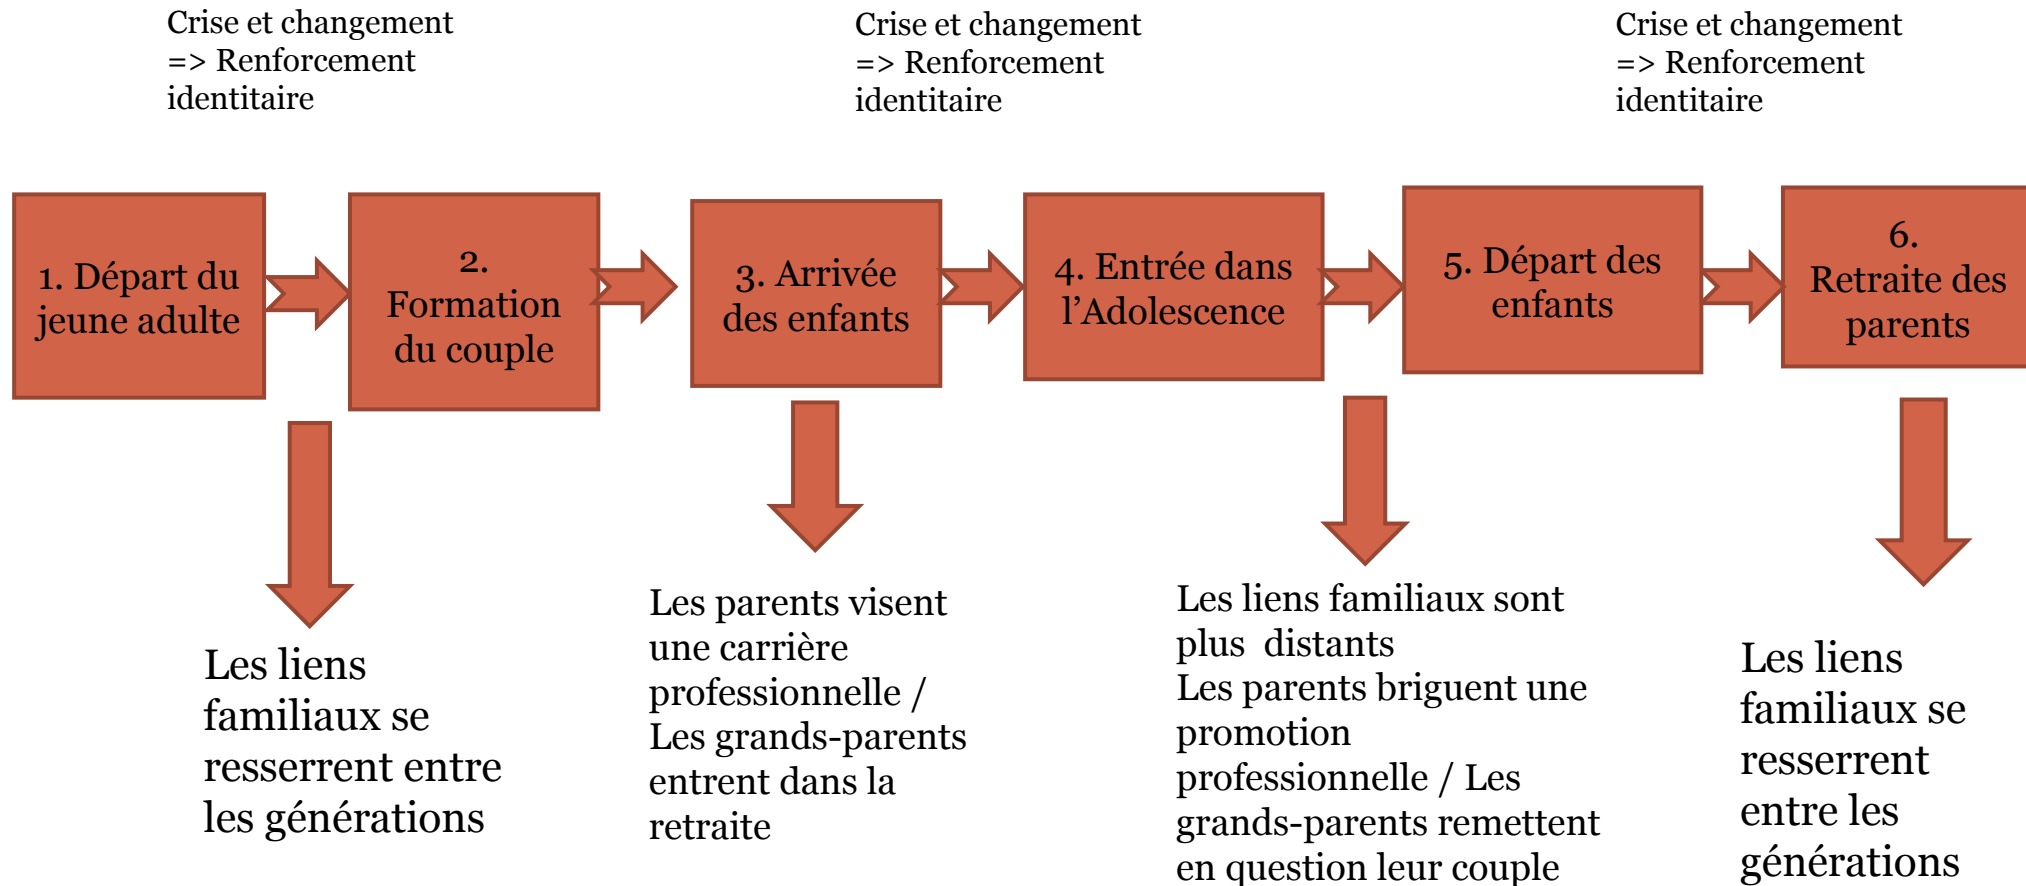 Crise et changement
=> Renforcement
identitaire
Crise et changement
=> Renforcement
identitaire
Crise et changement
=> Renforcement
identitaire
1. Départ du
jeune adulte
2.
Formation
du couple
3. Arrivée
des enfants
4. Entrée dans
l’Adolescence
5. Départ des
enfants
6.
Retraite des
parents
Les liens
familiaux se
resserrent entre
les générations
Les parents visent
une carrière
professionnelle /
Les grands-parents
entrent dans la
retraite
Les liens familiaux sont
plus  distants
Les parents briguent une
promotion
professionnelle / Les
grands-parents remettent
en question leur couple
Les liens
familiaux se
resserrent
entre les
générations